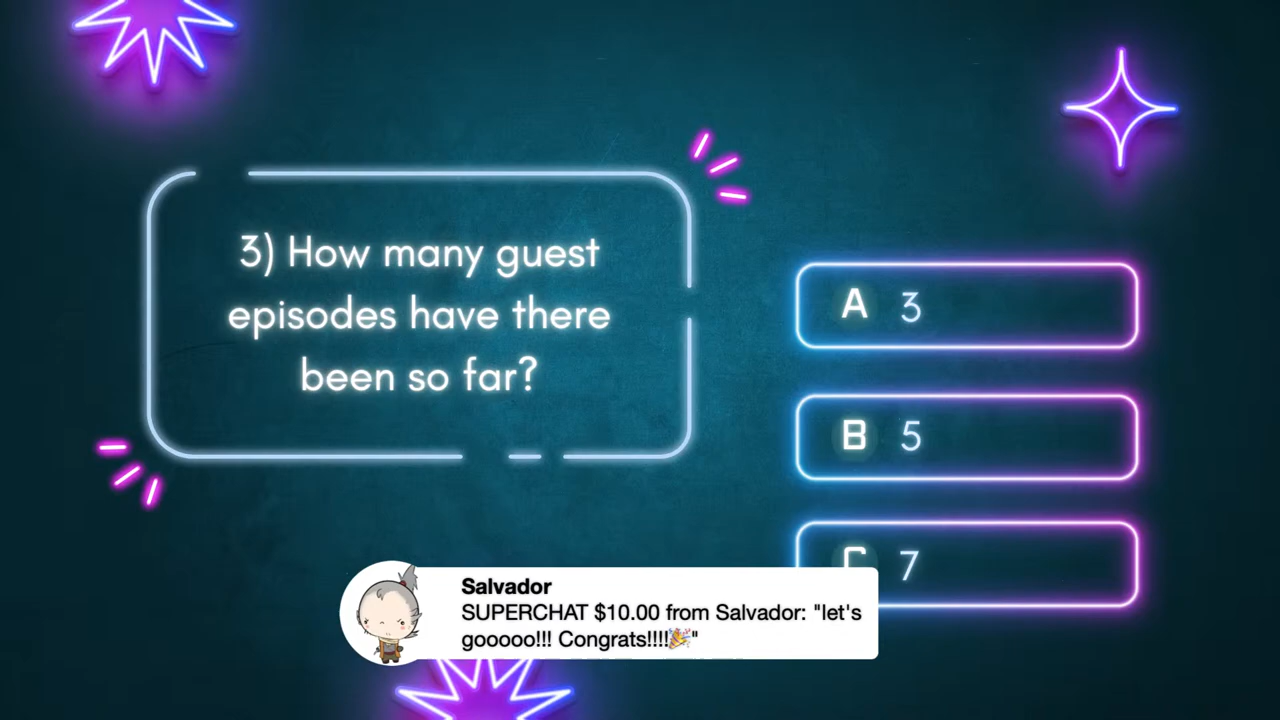 3) How many guest
episodes have there
been so far?
A 3
B 5
C 7
Salvador
SUPERCHAT $10.00 from Salvador: "let's
gooooo!!! Congrats!!!!🎉"